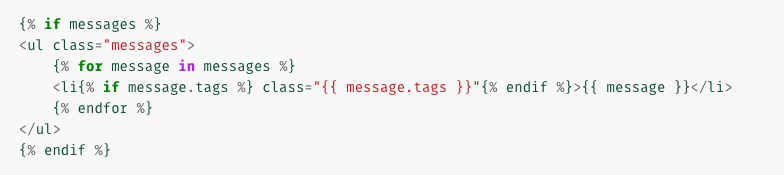 {% if messages %}
<ul class="messages">
    {% for message in messages %}
    <li{% if message.tags %} class="{{ message.tags }}"{% endif %}>{{ message }}</li>
    {% endfor %}
</ul>
{% endif %}